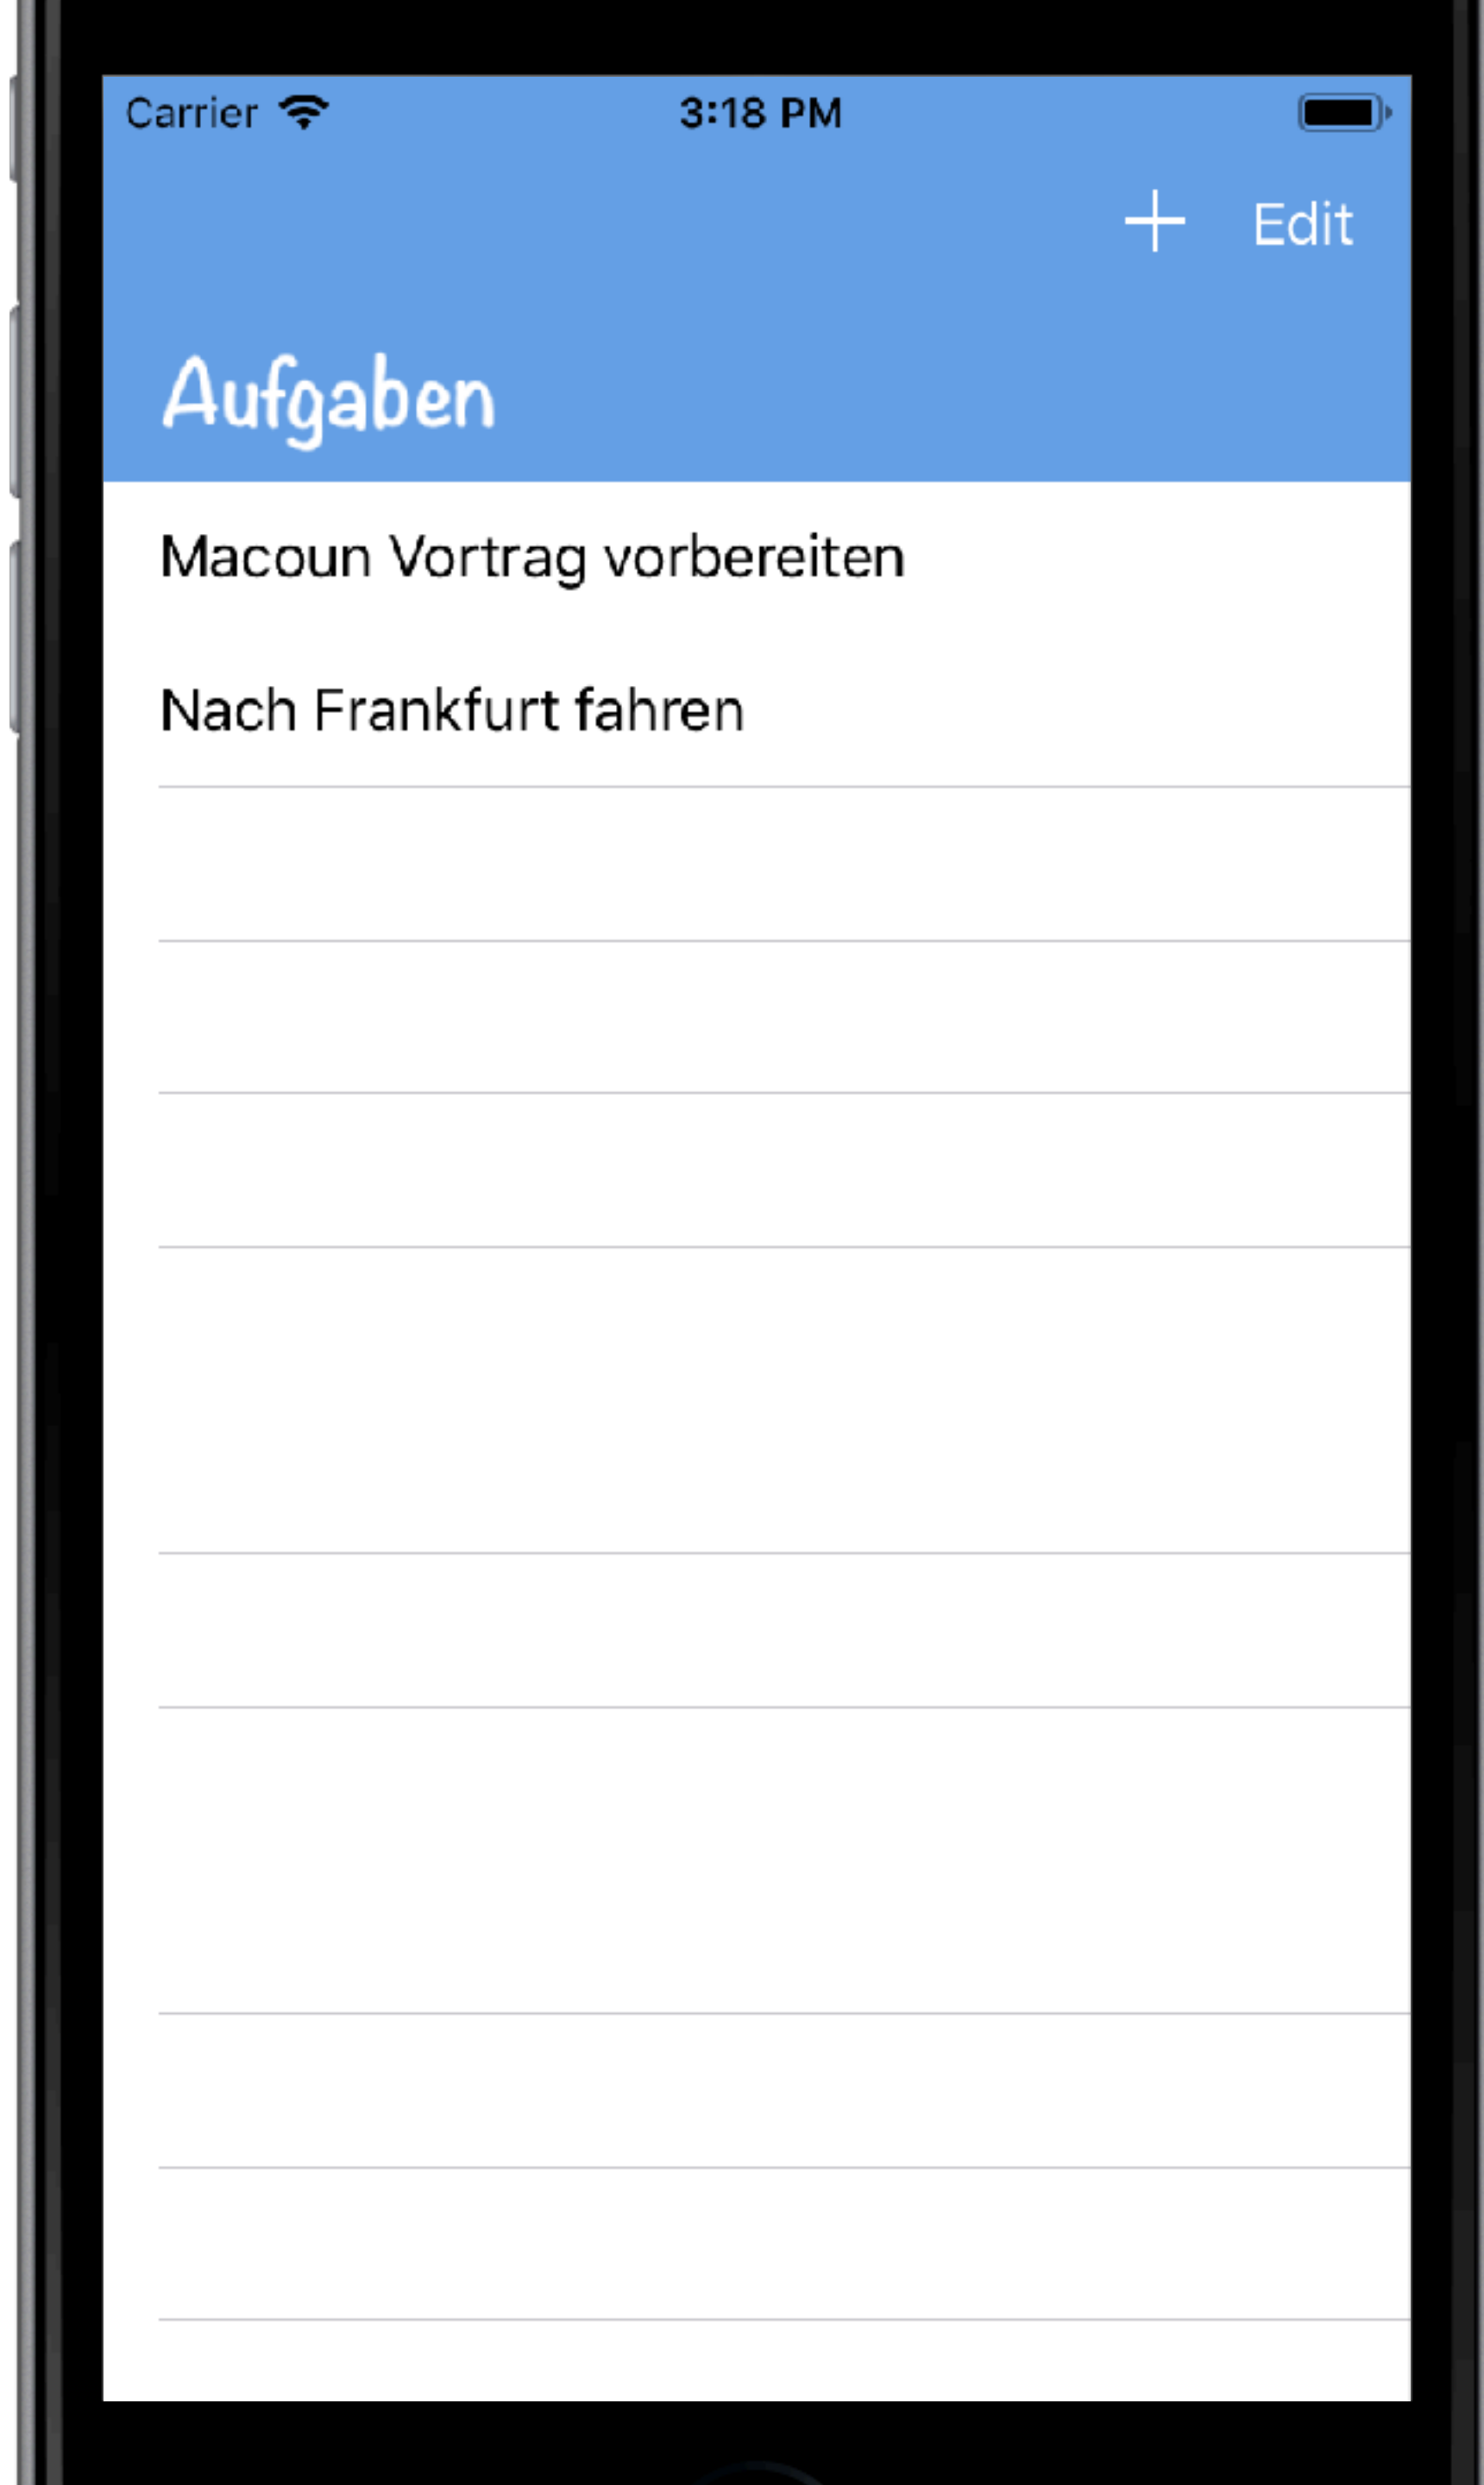 Carrier 3:18 PM
+ Edit
Aufgaben
Macoun Vortrag vorbereiten
Nach Frankfurt fahren